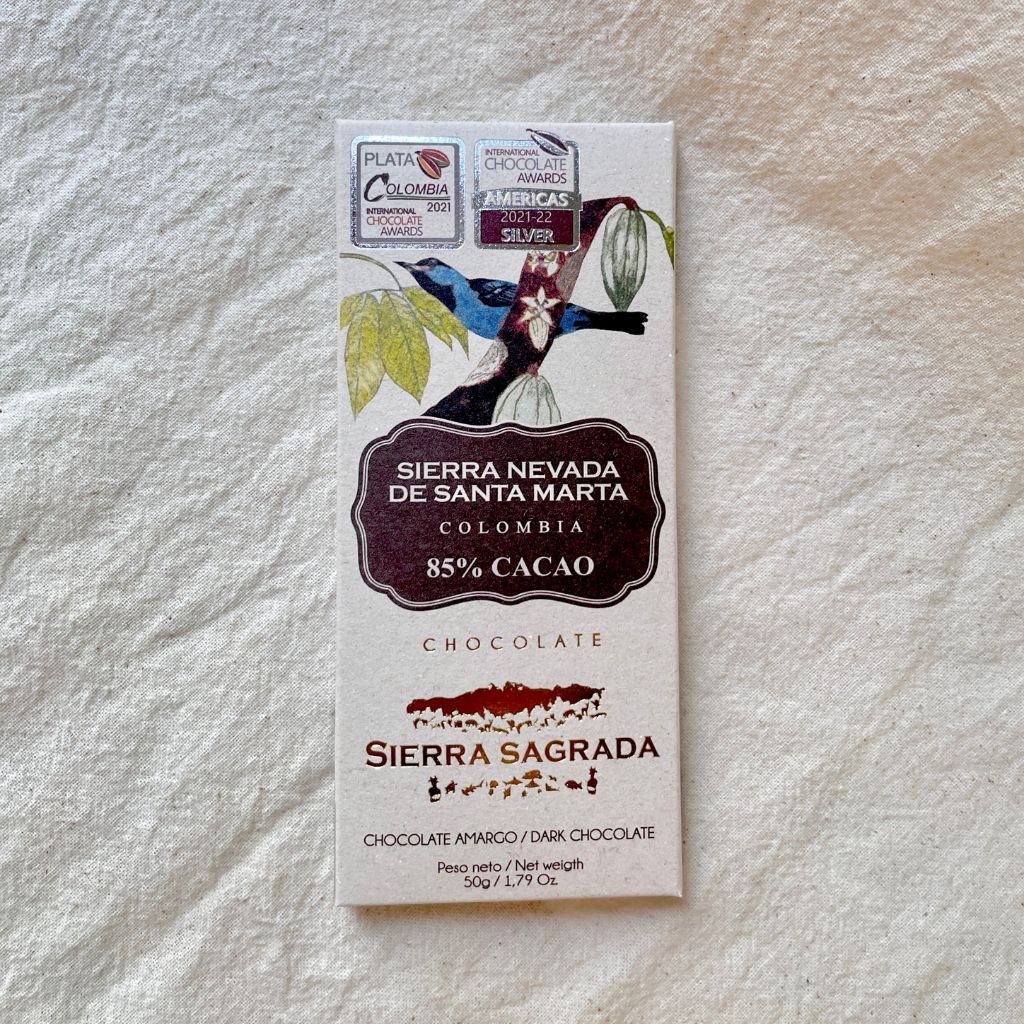 PLATA
COLOMBIA
2021
INTERNATIONAL
CHOCOLATE
AWARDS
INTERNATIONAL
CHOCOLATE
AWARDS
AMERICAS
2021-22
SILVER
SIERRA NEVADA
DE SANTA MARTA
COLOMBIA
85% CACAO
CHOCOLATE
SIERRA SAGRADA
CHOCOLATE AMARGO / DARK CHOCOLATE
Peso neto / Net weigth
50g / 1,79 Oz.